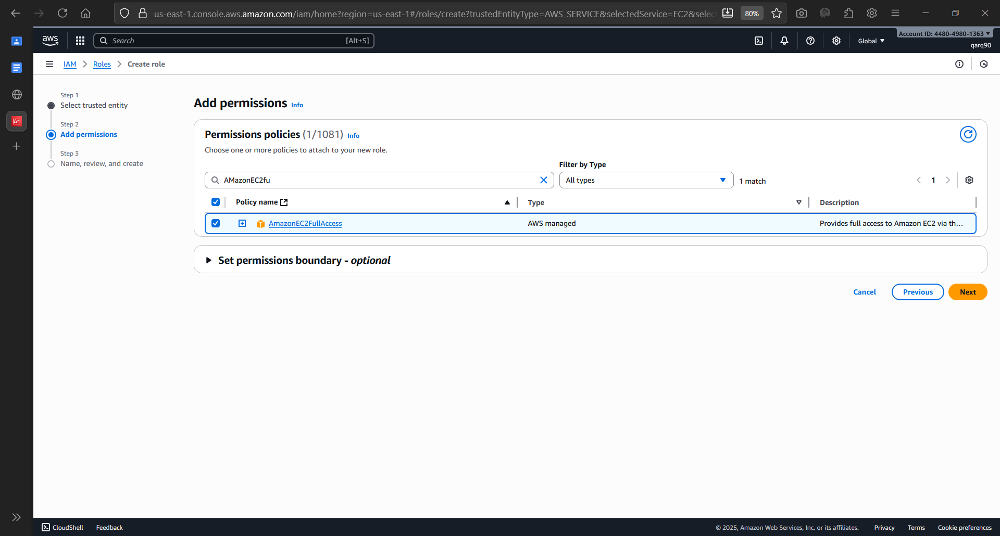 us-east-1.console.aws.amazon.com/iam/home?region=us-east-1#/roles/create?trustedEntityType=AWS_SERVICE&selectedService=EC2&selec
80%
aws
Search
[Alt+S]
Global
Account ID: 4480-4980-1363
qarq90
IAM
Roles
Create role
Step 1
Select trusted entity
Step 2
Add permissions
Step 3
Name, review, and create
Add permissions Info
Permissions policies (1/1081) Info
Choose one or more policies to attach to your new role.
Filter by Type
AMazonEC2fu
All types
1 match
1
Policy name
Type
Description
AmazonEC2FullAccess
AWS managed
Provides full access to Amazon EC2 via th...
Set permissions boundary - optional
Cancel
Previous
Next
CloudShell
Feedback
© 2025, Amazon Web Services, Inc. or its affiliates.
Privacy
Terms
Cookie preferences